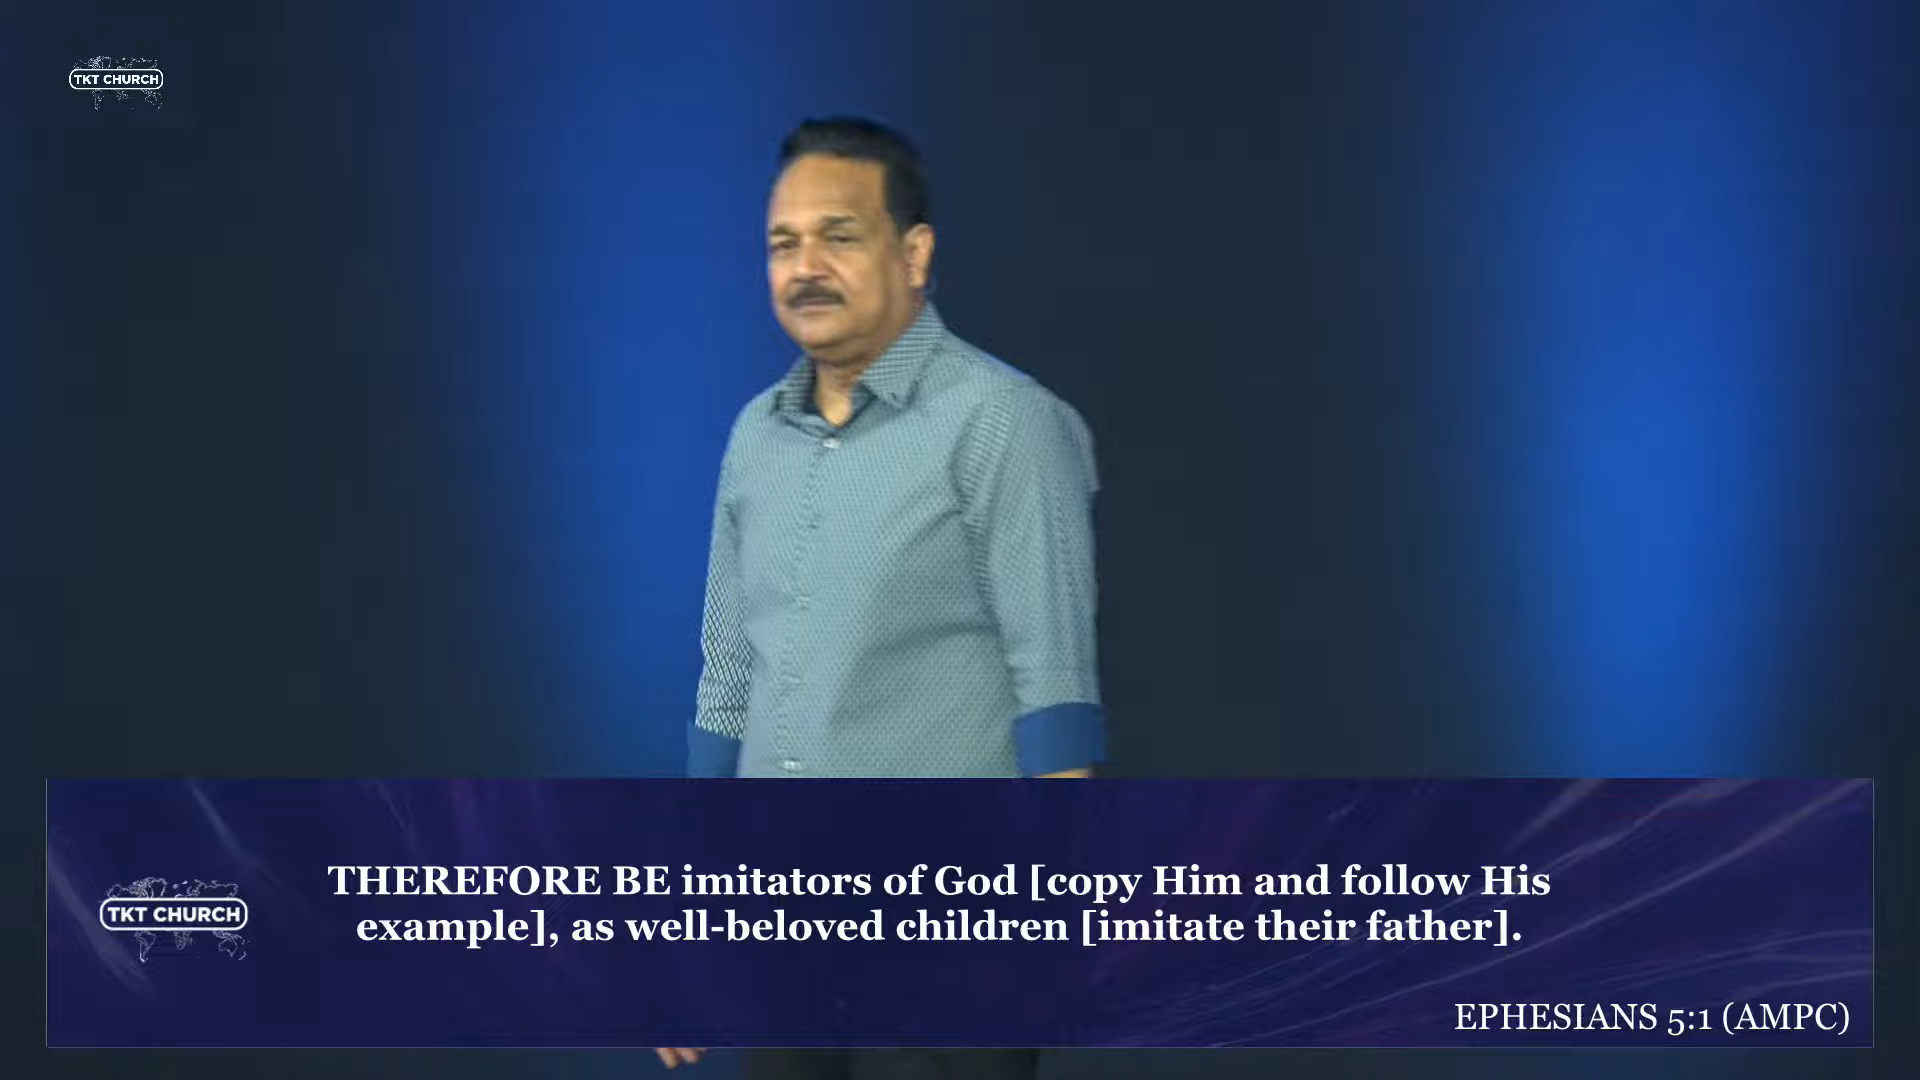 TKT CHURCH
THEREFORE BE imitators of God [copy Him and follow His
example], as well-beloved children [imitate their father].
TKT CHURCH
EPHESIANS 5:1 (AMPC)